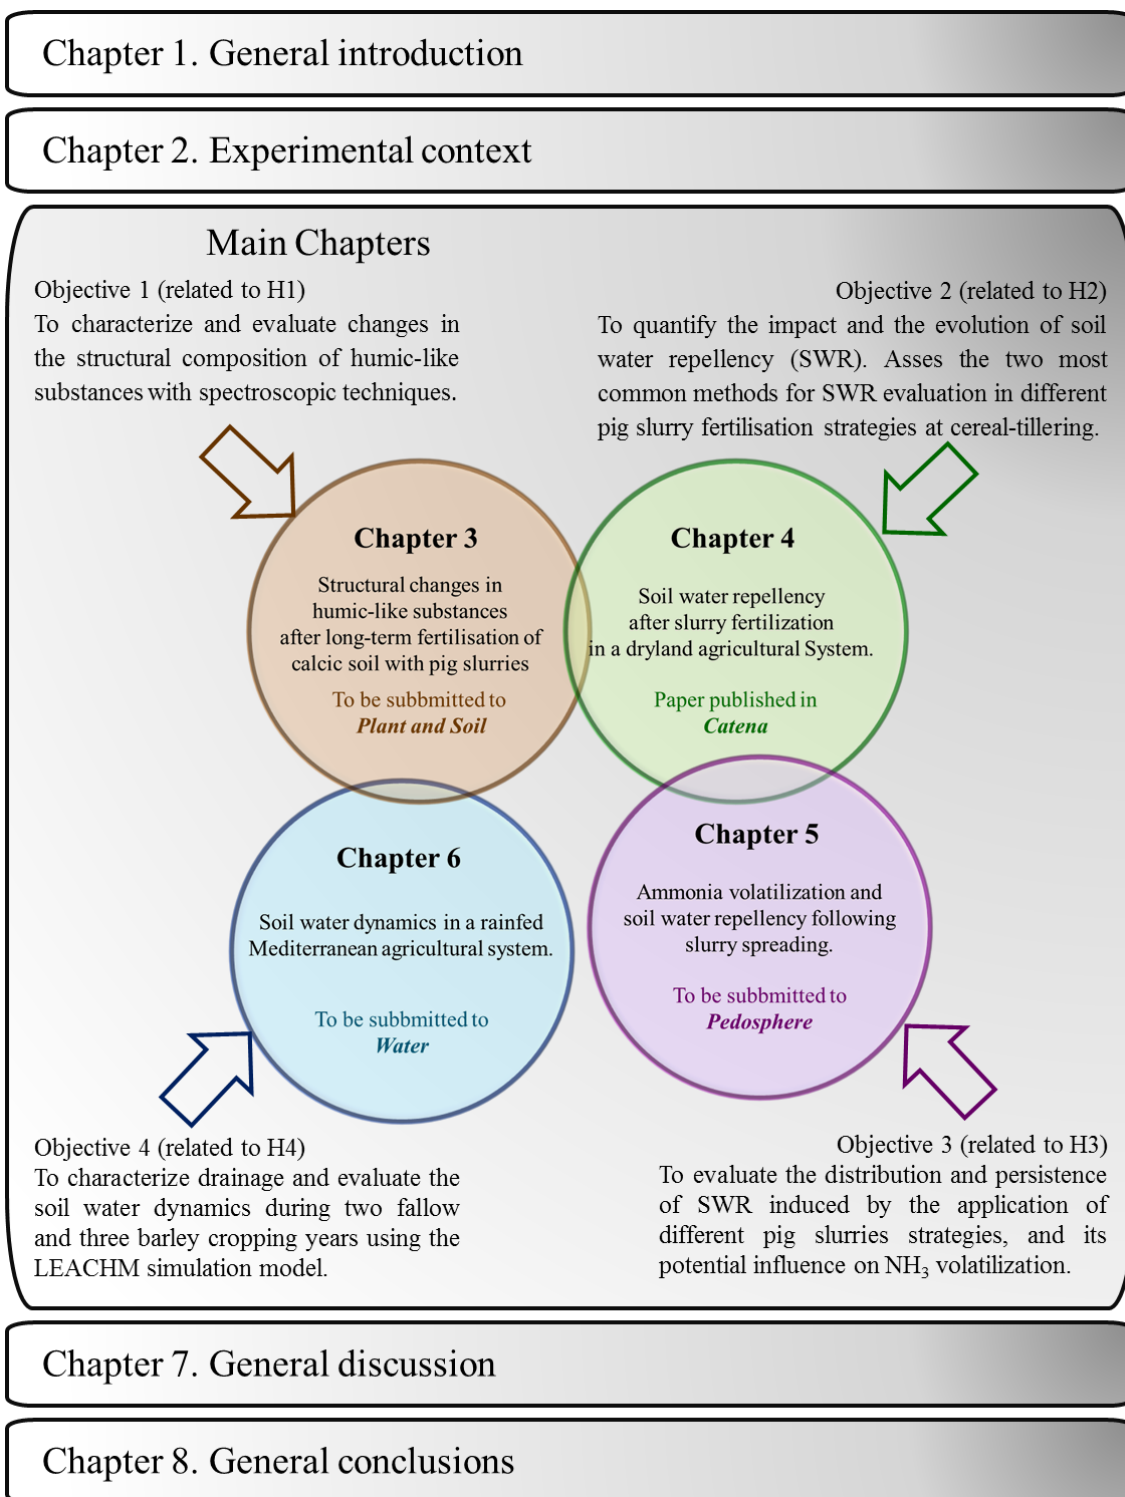 Chapter 1. General introduction
Chapter 2. Experimental context
Main Chapters
Objective 1 (related to H1)
To characterize and evaluate changes in
the structural composition of humic-like
substances with spectroscopic techniques.
Objective 2 (related to H2)
To quantify the impact and the evolution of soil
water repellency (SWR). Asses the two most
common methods for SWR evaluation in different
pig slurry fertilisation strategies at cereal-tillering.
Chapter 3
Structural changes in
humic-like substances
after long-term fertilisation of
calcic soil with pig slurries
To be subbmitted to
Plant and Soil
Chapter 4
Soil water repellency
after slurry fertilization
in a dryland agricultural System.
Paper published in
Catena
Chapter 6
Soil water dynamics in a rainfed
Mediterranean agricultural system.
To be subbmitted to
Water
Chapter 5
Ammonia volatilization and
soil water repellency following
slurry spreading.
To be subbmitted to
Pedosphere
Objective 4 (related to H4)
To characterize drainage and evaluate the
soil water dynamics during two fallow
and three barley cropping years using the
LEACHM simulation model.
Objective 3 (related to H3)
To evaluate the distribution and persistence
of SWR induced by the application of
different pig slurries strategies, and its
potential influence on NH₃ volatilization.
Chapter 7. General discussion
Chapter 8. General conclusions